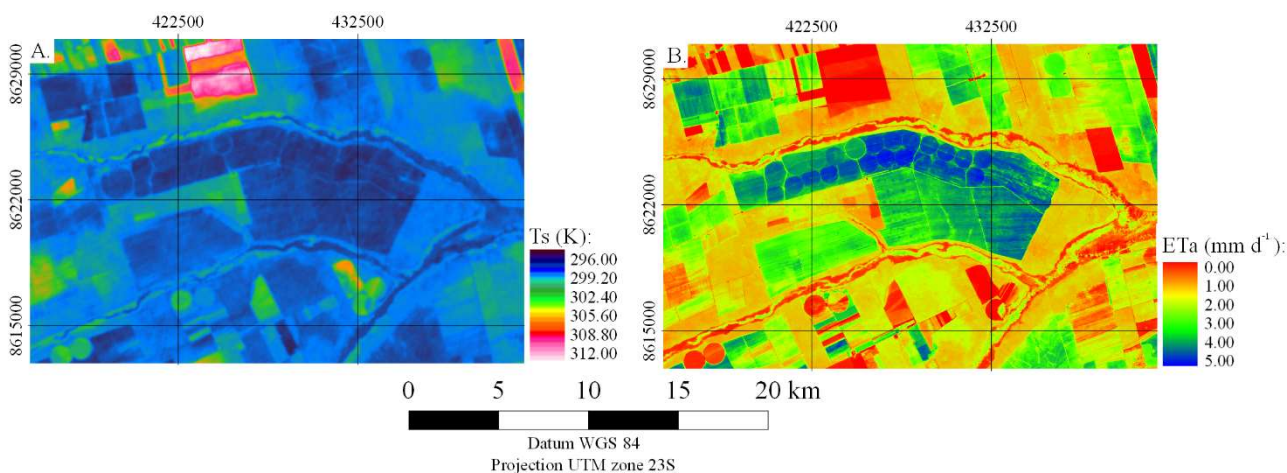 422500 432500
A.
8629000
8622000
8615000
Ts (K):
296.00
299.20
302.40
305.60
308.80
312.00
422500 432500
B.
8629000
8622000
8615000
ETa (mm d⁻¹):
0.00
1.00
2.00
3.00
4.00
5.00
0 5 10 15 20 km
Datum WGS 84
Projection UTM zone 23S